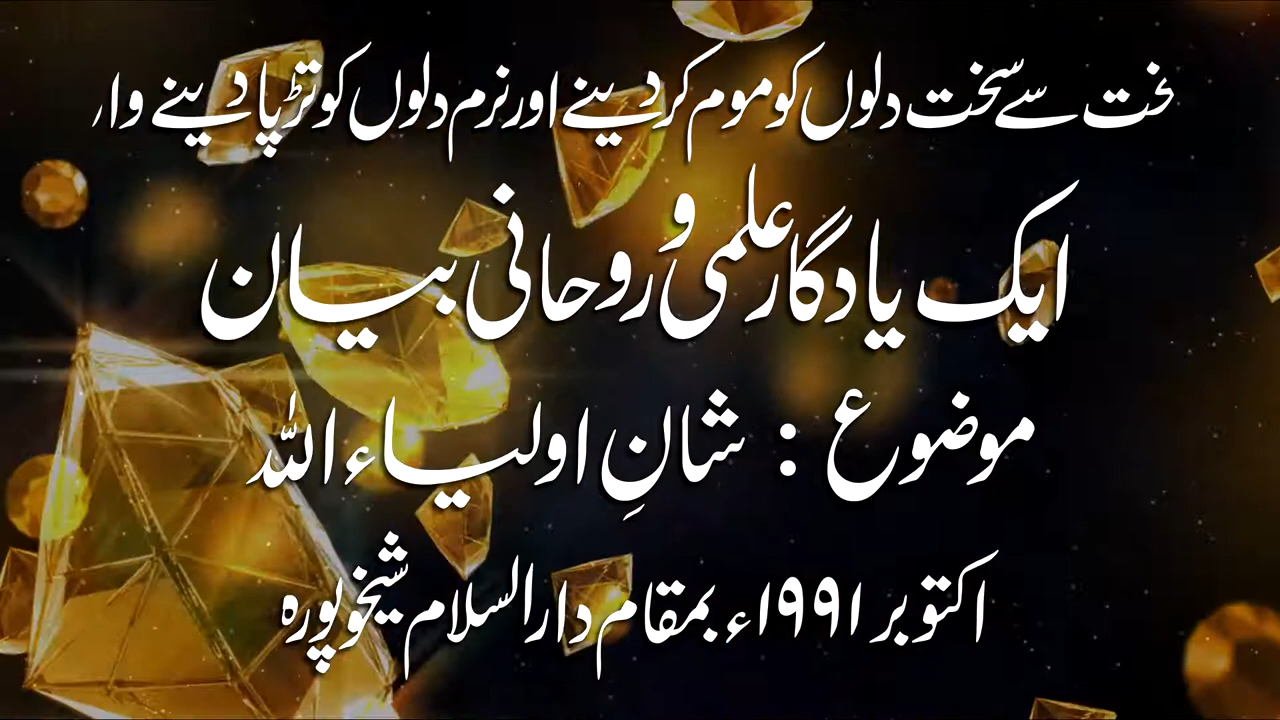 سے سخت دلوں کو موم کر دینے اور نرم دلوں کو تڑپا دینے
ایک یادگار علمی و روحانی بیان
موضوع : شانِ اولیاء اللہ
اکتوبر ۱۹۹۱ء بمقام دارالسلام شیخوپورہ